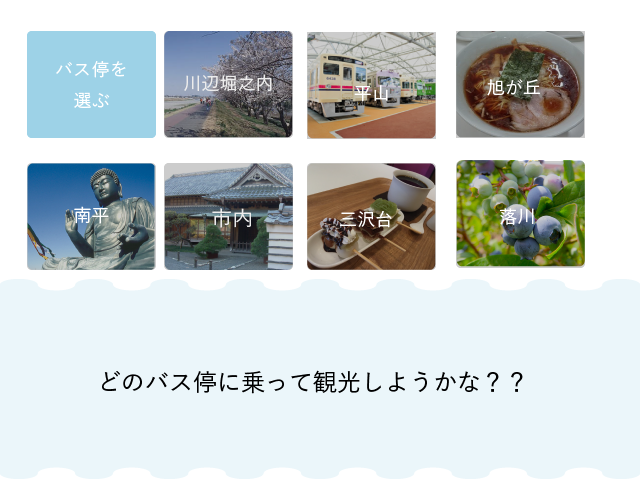 バス停を
選ぶ
川辺堀之内
平山
旭が丘
南平
市内
三沢台
落川
どのバス停に乗って観光しようかな？？